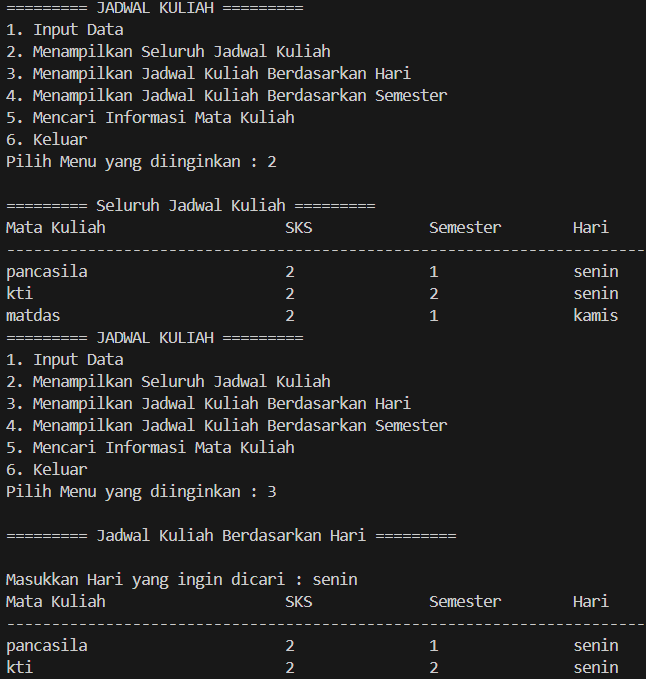 ========= JADWAL KULIAH =========
1. Input Data
2. Menampilkan Seluruh Jadwal Kuliah
3. Menampilkan Jadwal Kuliah Berdasarkan Hari
4. Menampilkan Jadwal Kuliah Berdasarkan Semester
5. Mencari Informasi Mata Kuliah
6. Keluar
Pilih Menu yang diinginkan : 2

========= Seluruh Jadwal Kuliah =========
Mata Kuliah                    SKS             Semester        Hari
-----------------------------------------------------------------------
pancasila                      2               1               senin
kti                            2               2               senin
matdas                         2               1               kamis
========= JADWAL KULIAH =========
1. Input Data
2. Menampilkan Seluruh Jadwal Kuliah
3. Menampilkan Jadwal Kuliah Berdasarkan Hari
4. Menampilkan Jadwal Kuliah Berdasarkan Semester
5. Mencari Informasi Mata Kuliah
6. Keluar
Pilih Menu yang diinginkan : 3

========= Jadwal Kuliah Berdasarkan Hari =========

Masukkan Hari yang ingin dicari : senin
Mata Kuliah                    SKS             Semester        Hari
-----------------------------------------------------------------------
pancasila                      2               1               senin
kti                            2               2               senin